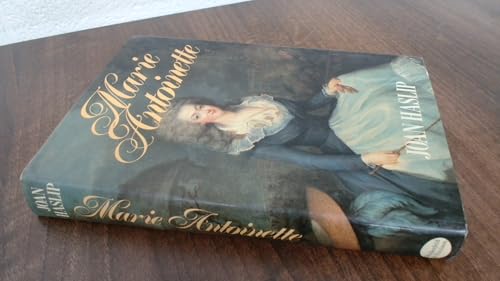 Marie
Antoinette
JOAN HASLIP
JOAN
HASLIP
Marie Antoinette